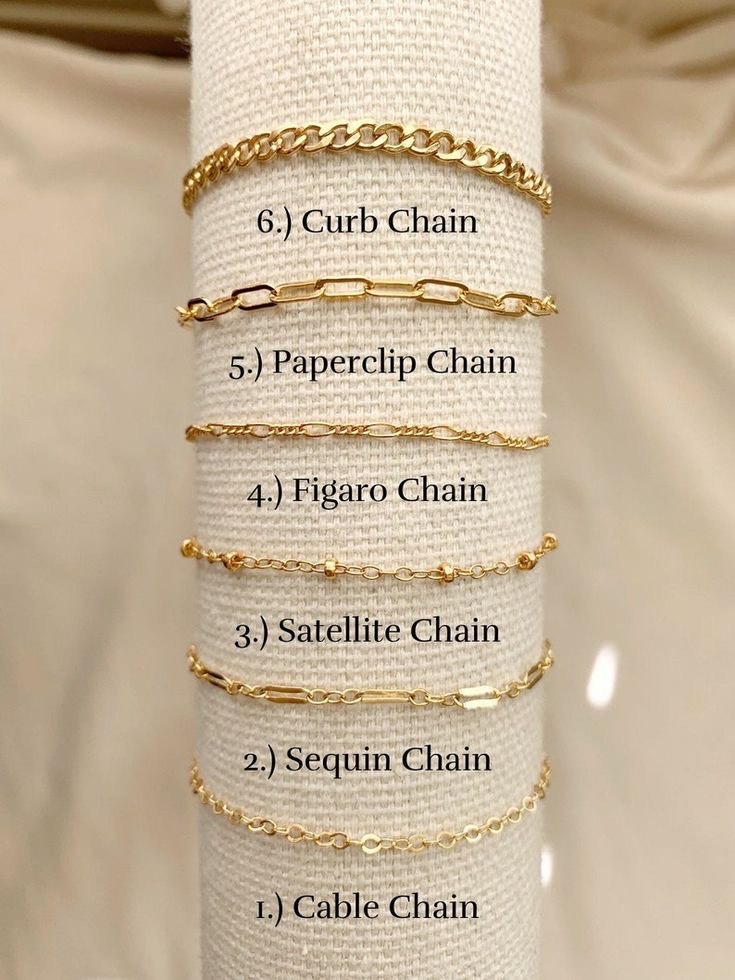 6.) Curb Chain
5.) Paperclip Chain
4.) Figaro Chain
3.) Satellite Chain
2.) Sequin Chain
1.) Cable Chain